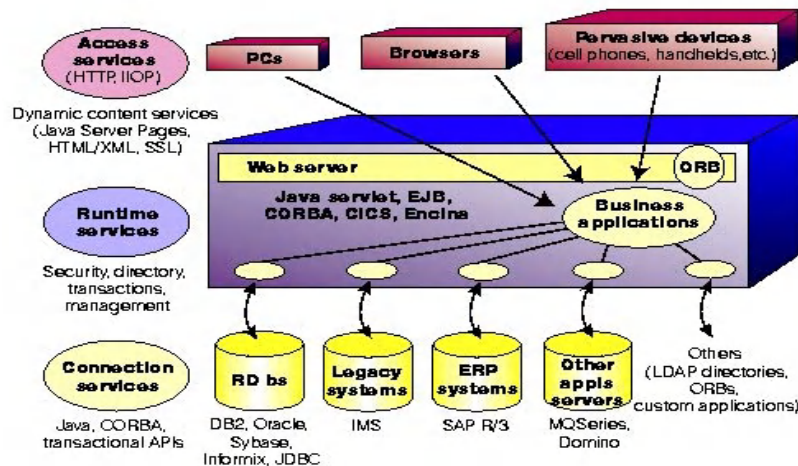 Access
services
(HTTP, IIOP)
Dynamic content services
(Java Server Pages,
HTML/XML, SSL)
PCs
Browsers
Pervasive devices
(cell phones, handhelds,etc.)
Web server
ORB
Java servlet, EJB,
CORBA, CICS, Encina
Business
applications
Runtime
services
Security, directory,
transactions,
management
Connection
services
Java, CORBA,
transactional APIs
RD bs
DB2, Oracle,
Sybase,
Informix, JDBC
Legacy
systems
IMS
ERP
systems
SAP R/3
Other
appls
servers
MQSeries,
Domino
Others
(LDAP directories,
ORBs,
custom applications)